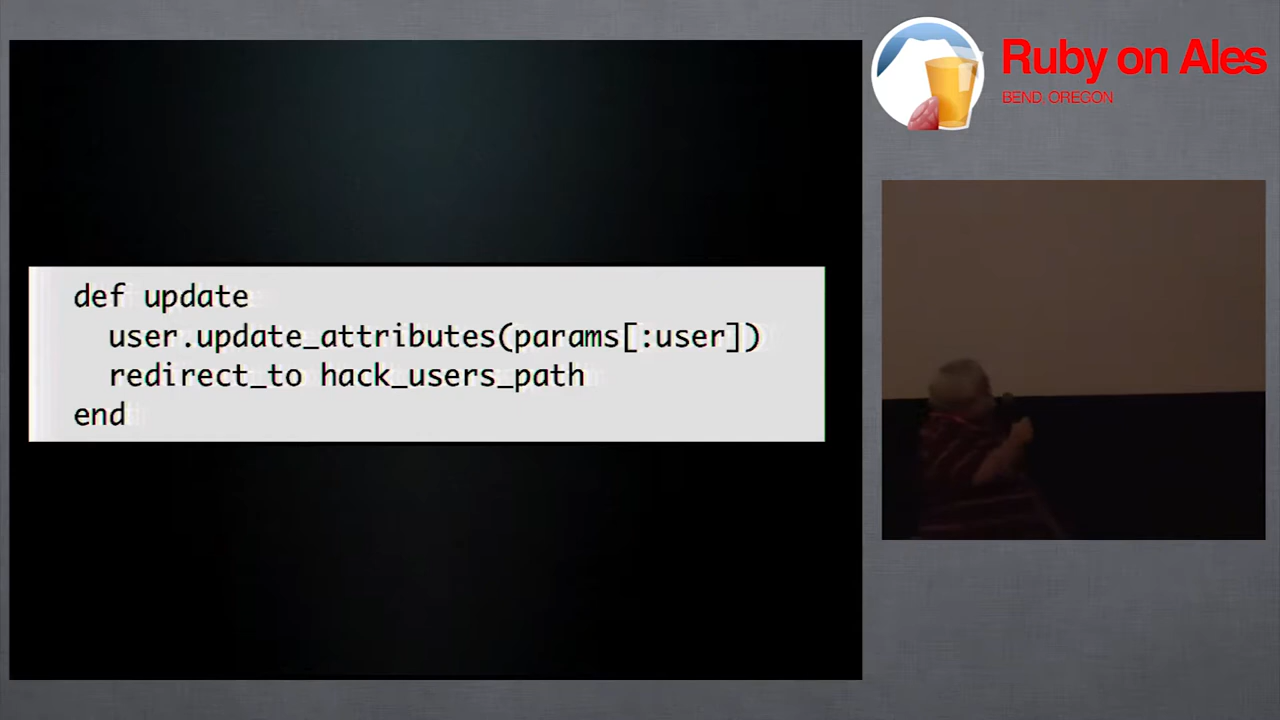 Ruby on Ales
BEND, OREGON
def update
  user.update_attributes(params[:user])
  redirect_to hack_users_path
end